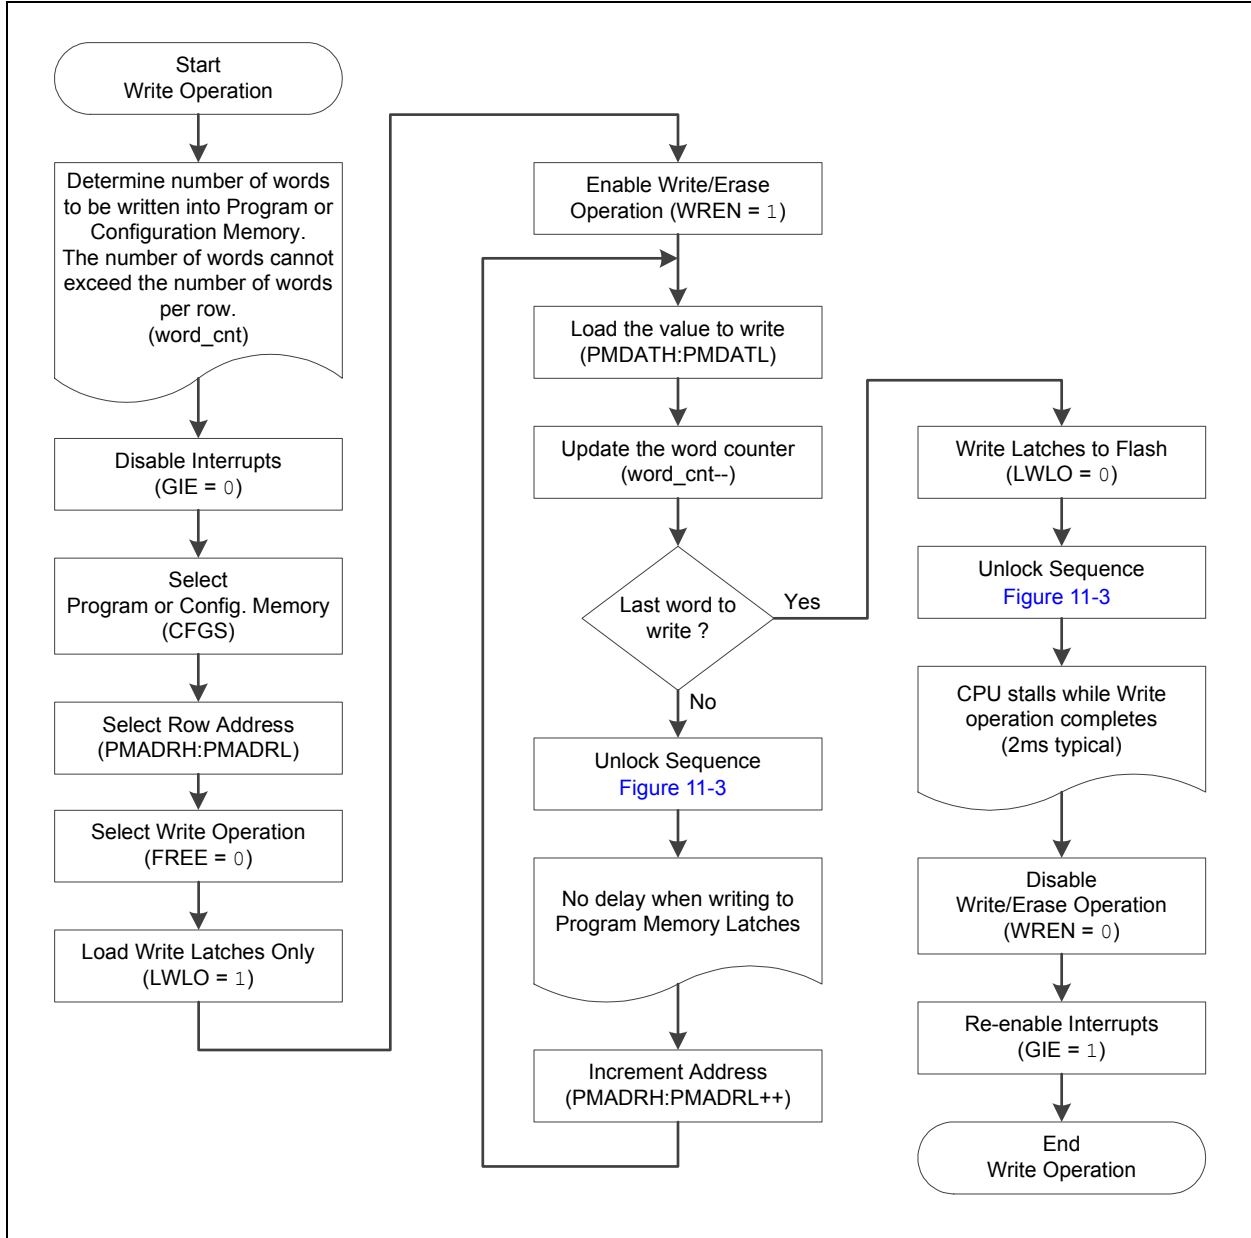 Start
Write Operation
Determine number of words
to be written into Program or
Configuration Memory.
The number of words cannot
exceed the number of words
per row.
(word_cnt)
Disable Interrupts
(GIE = 0)
Select
Program or Config. Memory
(CFGS)
Select Row Address
(PMADRH:PMADRL)
Select Write Operation
(FREE = 0)
Load Write Latches Only
(LWLO = 1)
Enable Write/Erase
Operation (WREN = 1)
Load the value to write
(PMDATH:PMDATL)
Update the word counter
(word_cnt--)
Last word to
write ?
Yes
No
Unlock Sequence
Figure 11-3
No delay when writing to
Program Memory Latches
Increment Address
(PMADRH:PMADRL++)
Write Latches to Flash
(LWLO = 0)
Unlock Sequence
Figure 11-3
CPU stalls while Write
operation completes
(2ms typical)
Disable
Write/Erase Operation
(WREN = 0)
Re-enable Interrupts
(GIE = 1)
End
Write Operation